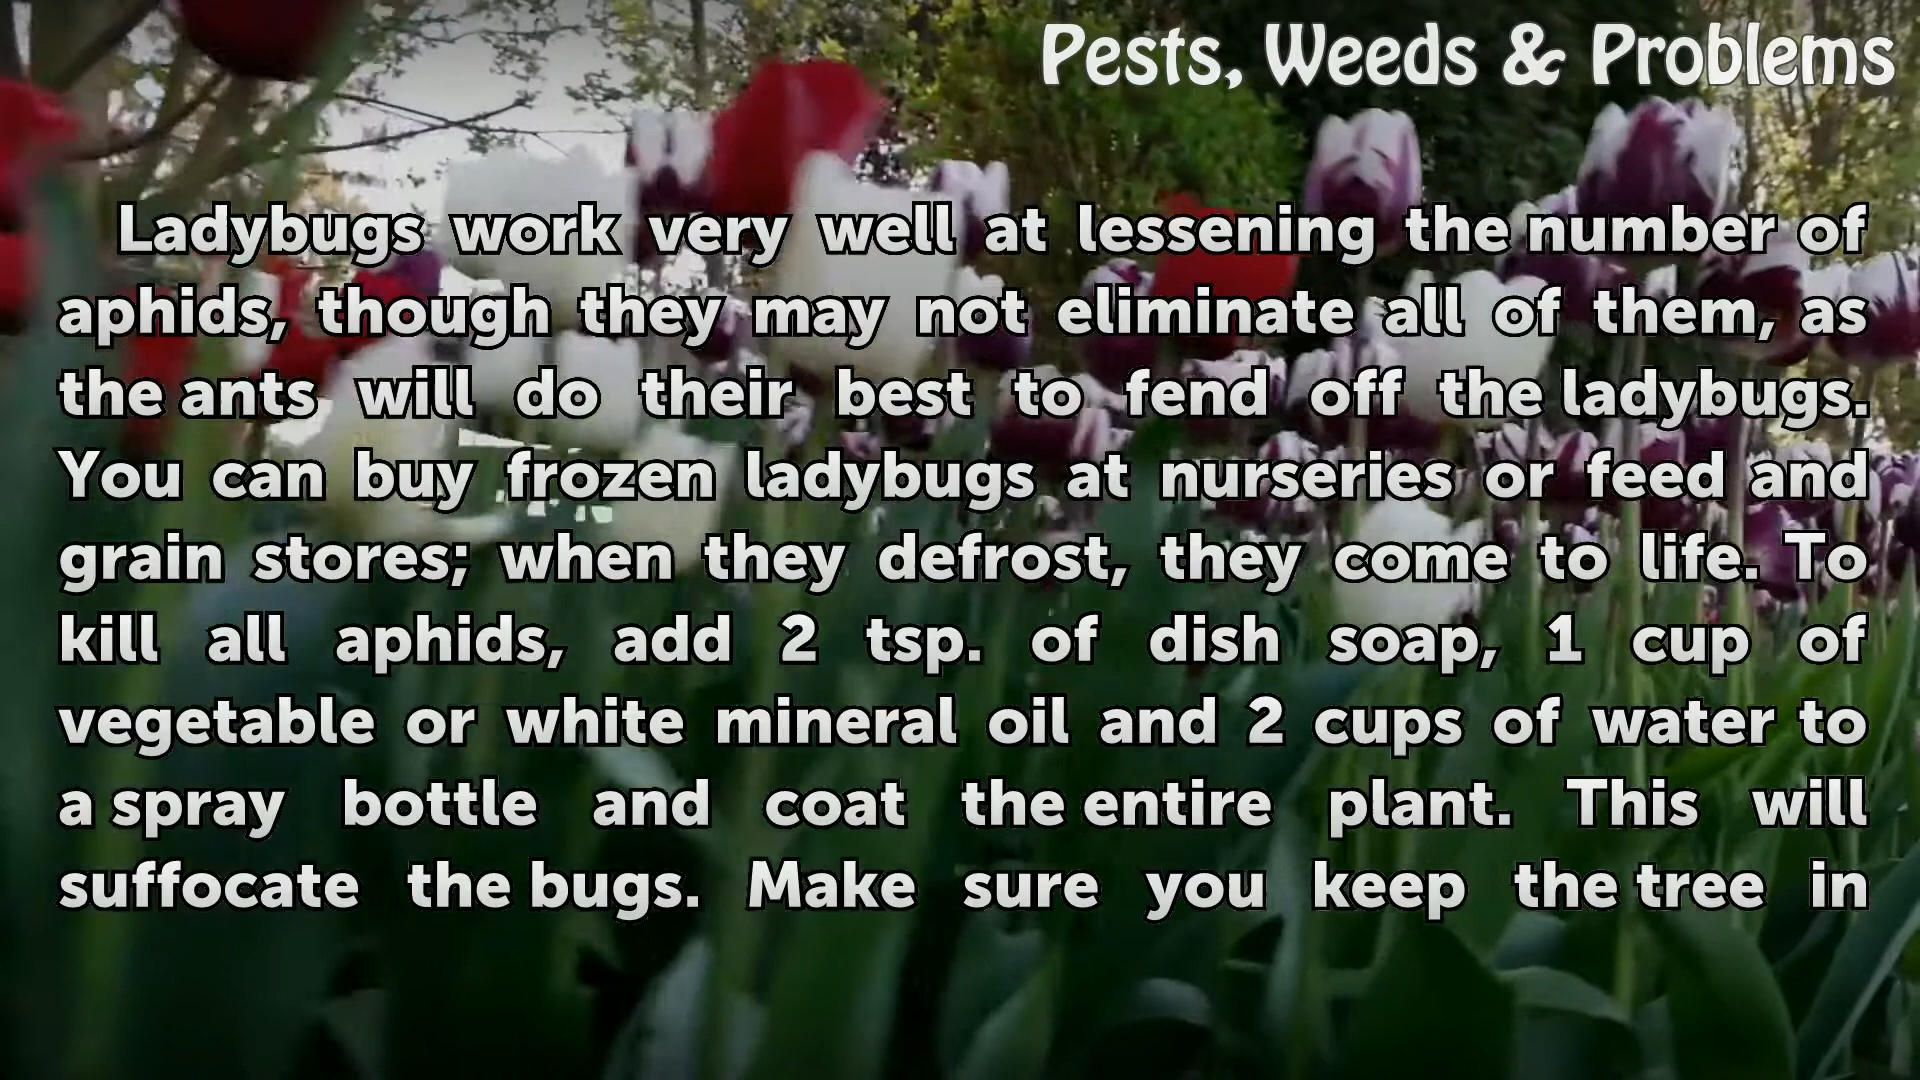 Pests, Weeds & Problems
Ladybugs work very well at lessening the number of
aphids, though they may not eliminate all of them, as
the ants will do their best to fend off the ladybugs.
You can buy frozen ladybugs at nurseries or feed and
grain stores; when they defrost, they come to life. To
kill all aphids, add 2 tsp. of dish soap, 1 cup of
vegetable or white mineral oil and 2 cups of water to
a spray bottle and coat the entire plant. This will
suffocate the bugs. Make sure you keep the tree in